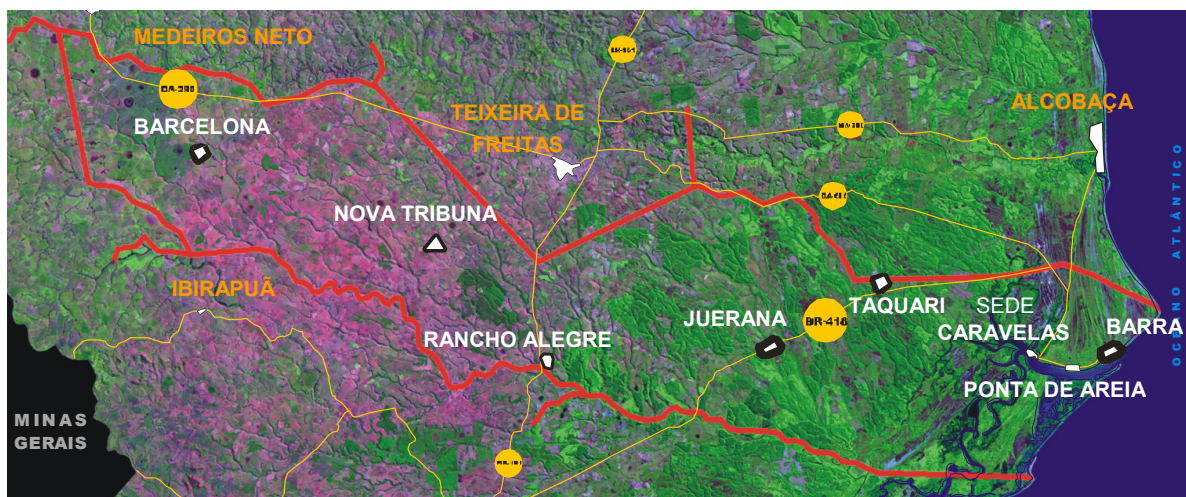 MEDEIROS NETO
BARCELONA
TEIXEIRA DE
FREITAS
ALCOBAÇA
NOVA TRIBUNA
IBIRAPUÃ
RANCHO ALEGRE
JUERANA
BR-418
TAQUARI
SEDE
CARAVELAS
BARRA
PONTA DE AREIA
MINAS
GERAIS
OCEANO ATLÂNTICO